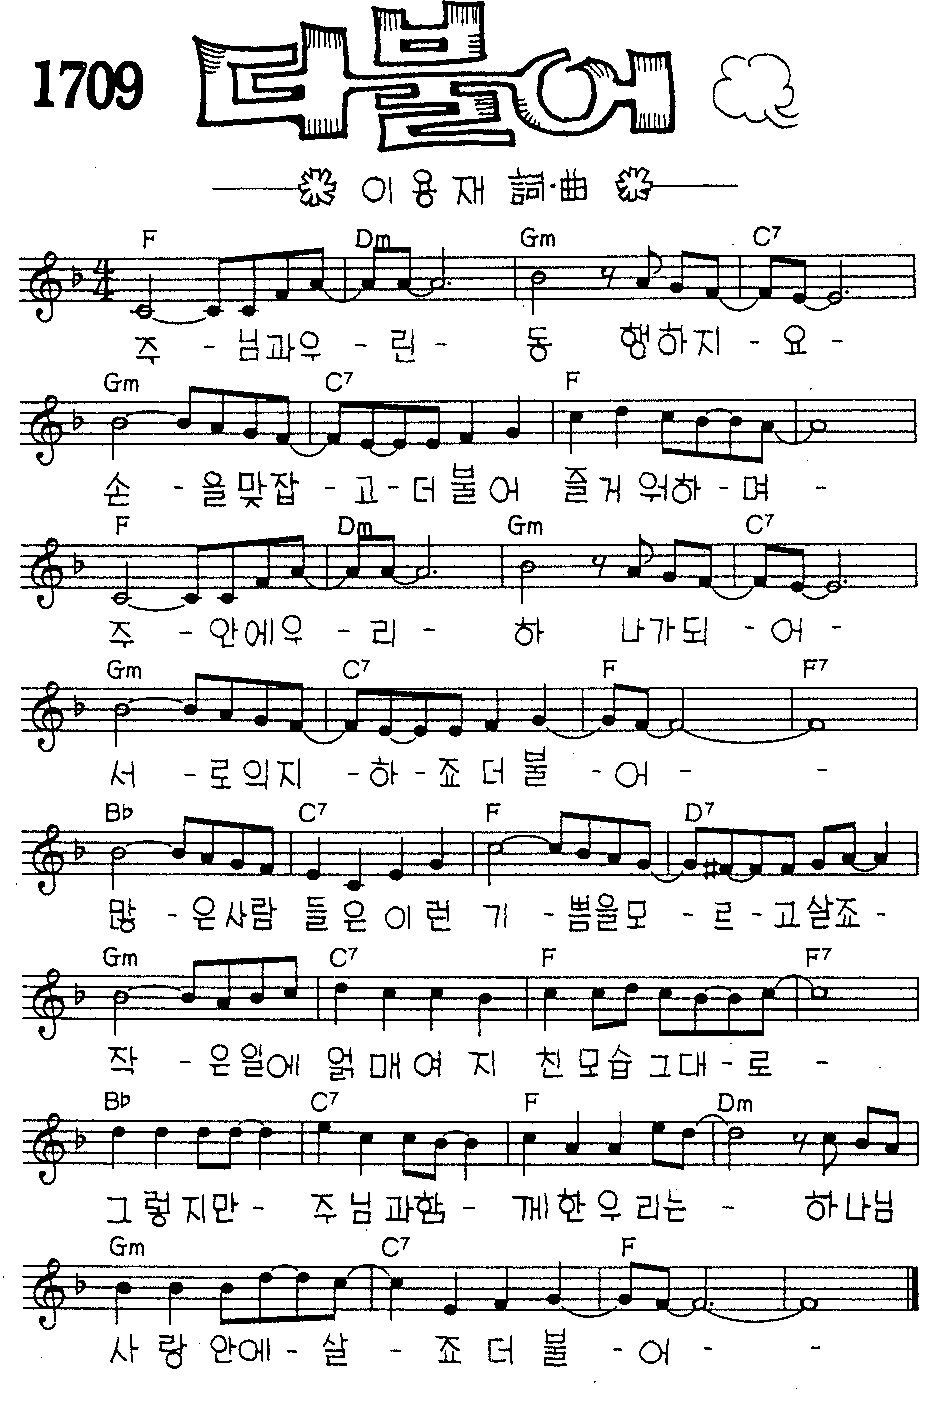 1709 더불어
이용재 詞·曲
F Dm Gm C7
4/4
주 - 님과우 - 린 - 동 행하지 - 요 -
Gm C7 F
손 - 을맞잡 - 고 - 더불어 즐거워하 - 며 -
F Dm Gm C7
주 - 안에우 - 리 - 하 나가되 - 어 -
Gm C7 F F7
서 - 로의지 - 하 - 죠더불 - 어 - -
B♭ C7 F D7
많 - 은사람 들은이런 기 - 쁨을모 - 르 - 고살죠 -
Gm C7 F F7
작 - 은일에 얽매여지 친모습그대 - 로 -
B♭ C7 F Dm
그렇지만 - 주님과함 - 께한우리는 - 하나님
Gm C7 F
사랑안에 - 살 - 죠더불 - 어 - -